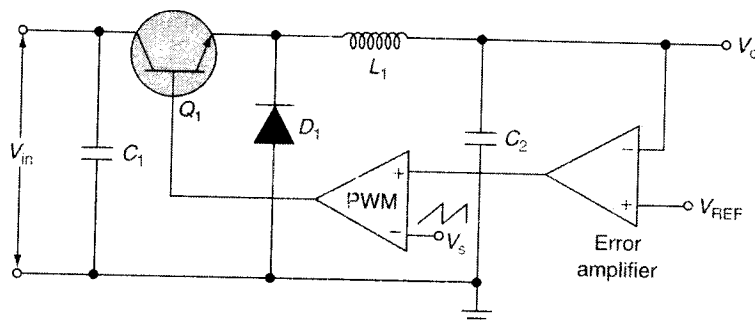 V_o
L_1
Q_1
D_1
V_in
C_1
C_2
−
+
PWM
+
−
V_s
V_REF
Error
amplifier